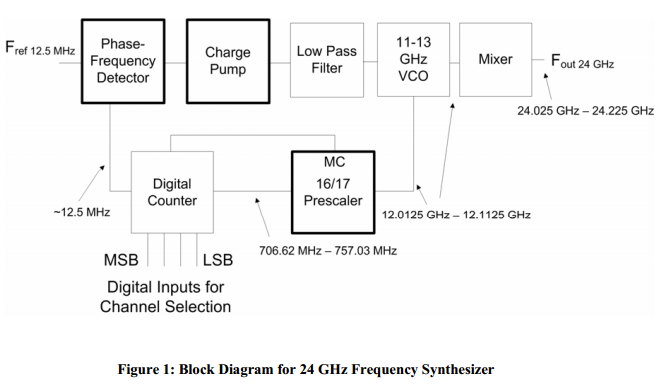 Fref 12.5 MHz
Phase-
Frequency
Detector
Charge
Pump
Low Pass
Filter
11-13
GHz
VCO
Mixer
Fout 24 GHz
24.025 GHz – 24.225 GHz
MC
16/17
Prescaler
Digital
Counter
~12.5 MHz
12.0125 GHz – 12.1125 GHz
706.62 MHz – 757.03 MHz
MSB
LSB
Digital Inputs for
Channel Selection
Figure 1: Block Diagram for 24 GHz Frequency Synthesizer